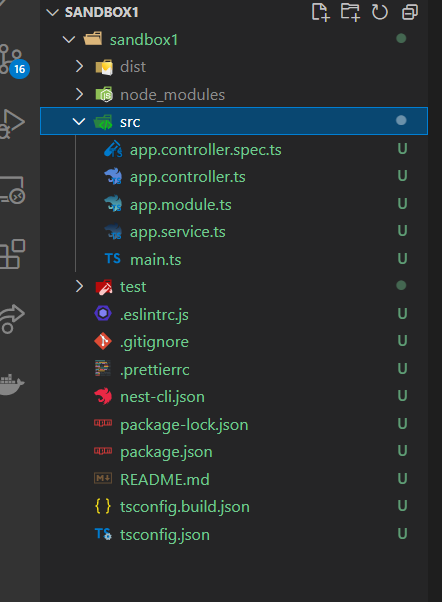 SANDBOX1
sandbox1
dist
node_modules
src
app.controller.spec.ts U
app.controller.ts U
app.module.ts U
app.service.ts U
TS main.ts U
test
.eslintrc.js U
.gitignore U
.prettierrc U
nest-cli.json U
package-lock.json U
package.json U
README.md U
{ } tsconfig.build.json U
TS tsconfig.json U
16